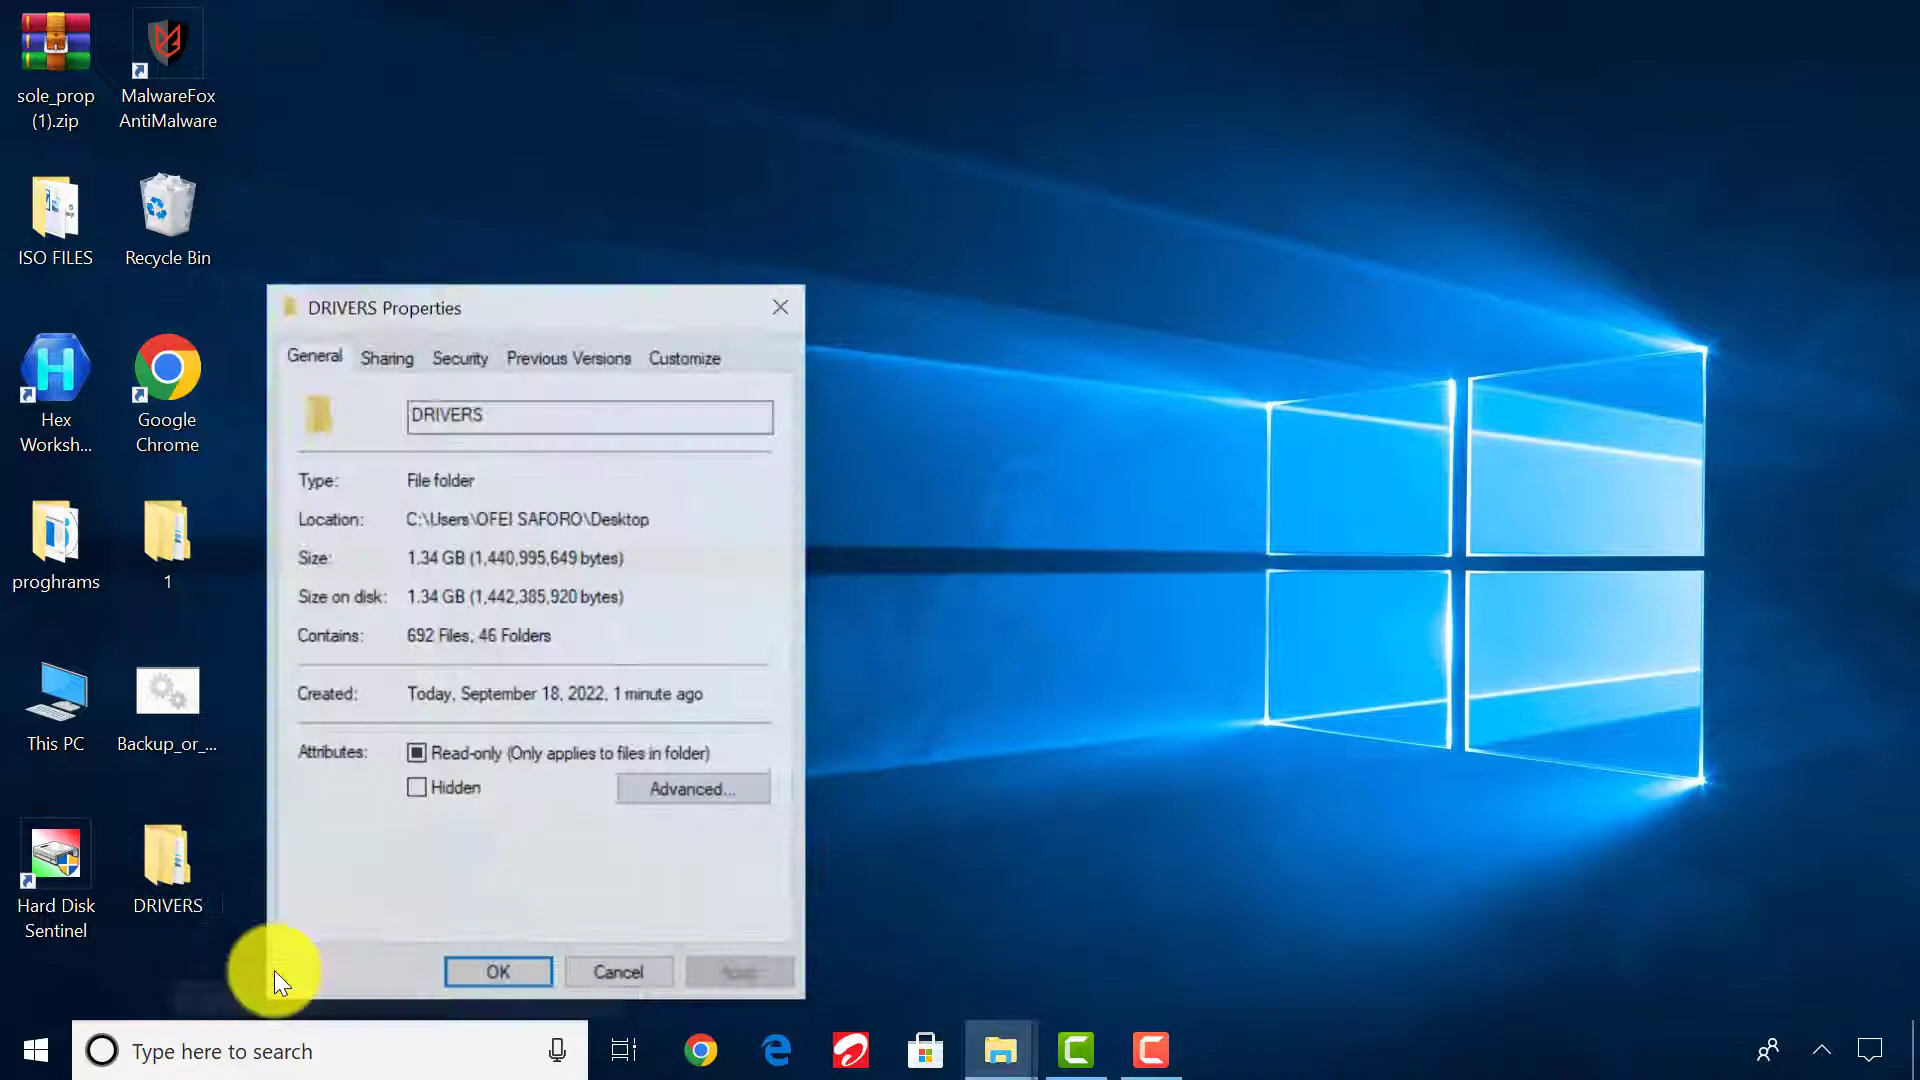 sole_prop
(1).zip
MalwareFox
AntiMalware
ISO FILES
Recycle Bin
Hex
Worksh...
Google
Chrome
proghrams
1
This PC
Backup_or_...
Hard Disk
Sentinel
DRIVERS
DRIVERS Properties
General
Sharing
Security
Previous Versions
Customize
DRIVERS
Type: File folder
Location: C:\Users\OFEI SAFORO\Desktop
Size: 1.34 GB (1,440,995,649 bytes)
Size on disk: 1.34 GB (1,442,385,920 bytes)
Contains: 692 Files, 46 Folders
Created: Today, September 18, 2022, 1 minute ago
Attributes: Read-only (Only applies to files in folder)
Hidden
Advanced...
OK
Cancel
Type here to search